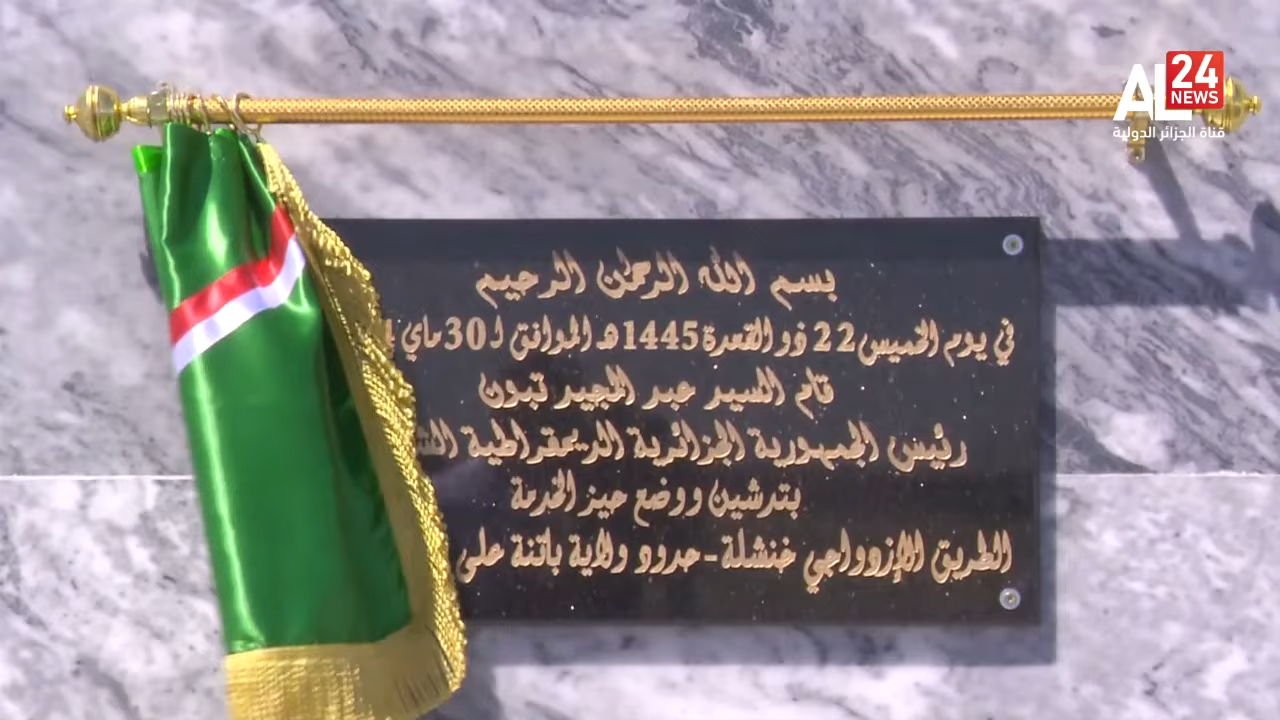 AL
24
NEWS
قناة الجزائر الدولية
بسم الله الرحمان الرحيم
في يوم الخميس 22 ذو القعدة 1445 هـ الموافق لـ 30 ماي
قام السيد عبد المجيد تبون
رئيس الجمهورية الجزائرية الديمقراطية
بتدشين ووضع حيز الخدمة
الطريق الازدواجي خنشلة - حدود ولاية باتنة على